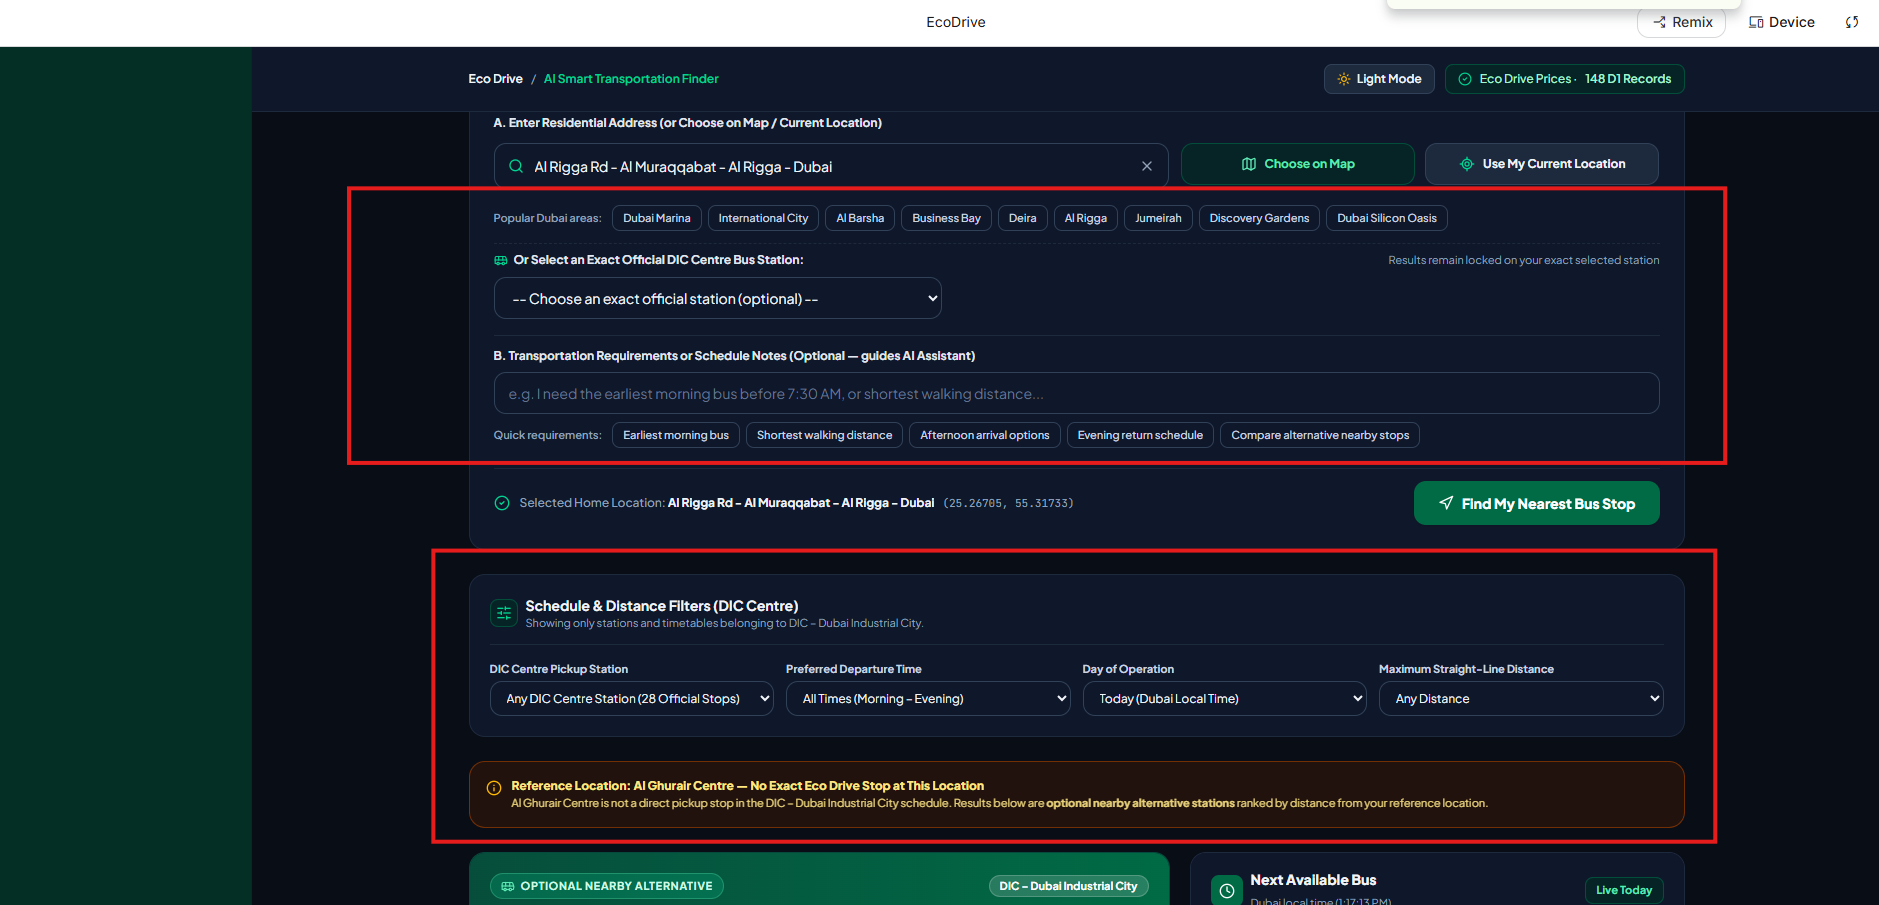 EcoDrive
Remix
Device
Eco Drive / AI Smart Transportation Finder
Light Mode
Eco Drive Prices · 148 D1 Records
A. Enter Residential Address (or Choose on Map / Current Location)
Al Rigga Rd - Al Muraqqabat - Al Rigga - Dubai
Choose on Map
Use My Current Location
Popular Dubai areas: Dubai Marina International City Al Barsha Business Bay Deira Al Rigga Jumeirah Discovery Gardens Dubai Silicon Oasis
Or Select an Exact Official DIC Centre Bus Station:
Results remain locked on your exact selected station
-- Choose an exact official station (optional) --
B. Transportation Requirements or Schedule Notes (Optional — guides AI Assistant)
e.g. I need the earliest morning bus before 7:30 AM, or shortest walking distance...
Quick requirements: Earliest morning bus Shortest walking distance Afternoon arrival options Evening return schedule Compare alternative nearby stops
Selected Home Location: Al Rigga Rd - Al Muraqqabat - Al Rigga - Dubai (25.26705, 55.31733)
Find My Nearest Bus Stop
Schedule & Distance Filters (DIC Centre)
Showing only stations and timetables belonging to DIC - Dubai Industrial City.
DIC Centre Pickup Station
Preferred Departure Time
Day of Operation
Maximum Straight-Line Distance
Any DIC Centre Station (28 Official Stops)
All Times (Morning - Evening)
Today (Dubai Local Time)
Any Distance
Reference Location: Al Ghurair Centre — No Exact Eco Drive Stop at This Location
Al Ghurair Centre is not a direct pickup stop in the DIC - Dubai Industrial City schedule. Results below are optional nearby alternative stations ranked by distance from your reference location.
OPTIONAL NEARBY ALTERNATIVE
DIC - Dubai Industrial City
Next Available Bus
Dubai local time (1:17:13 PM)
Live Today